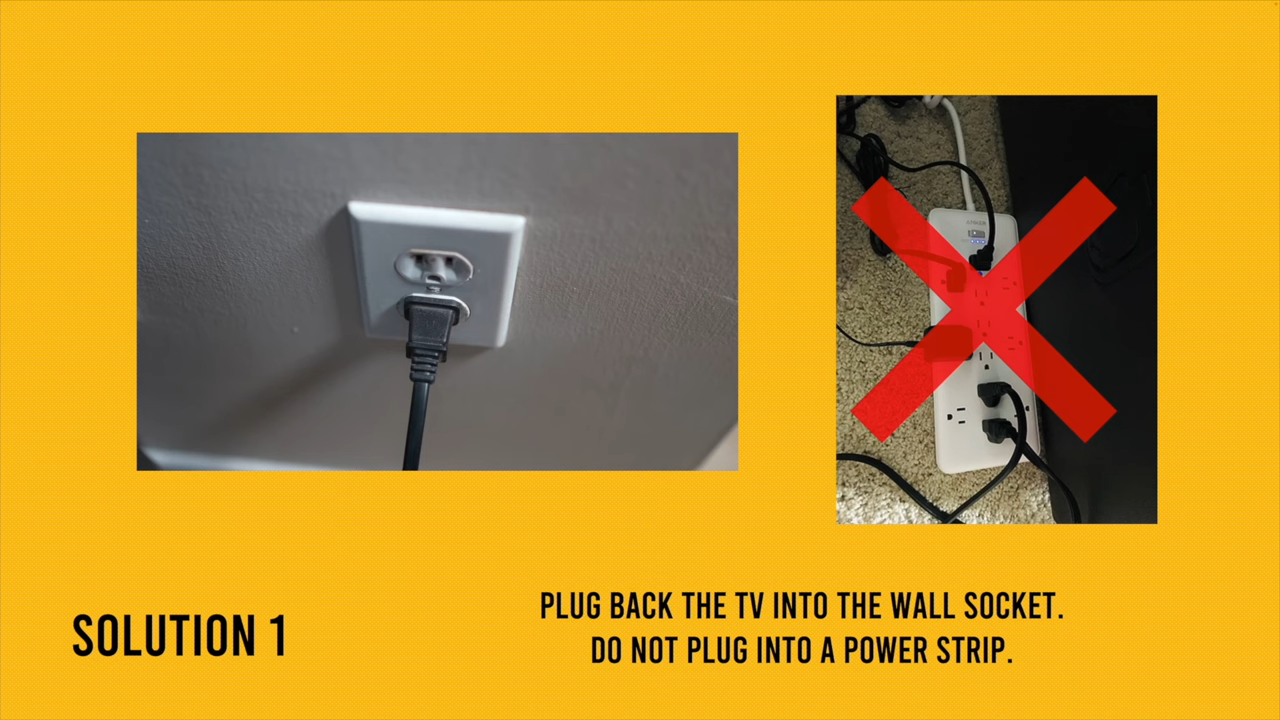 SOLUTION 1
PLUG BACK THE TV INTO THE WALL SOCKET.
DO NOT PLUG INTO A POWER STRIP.